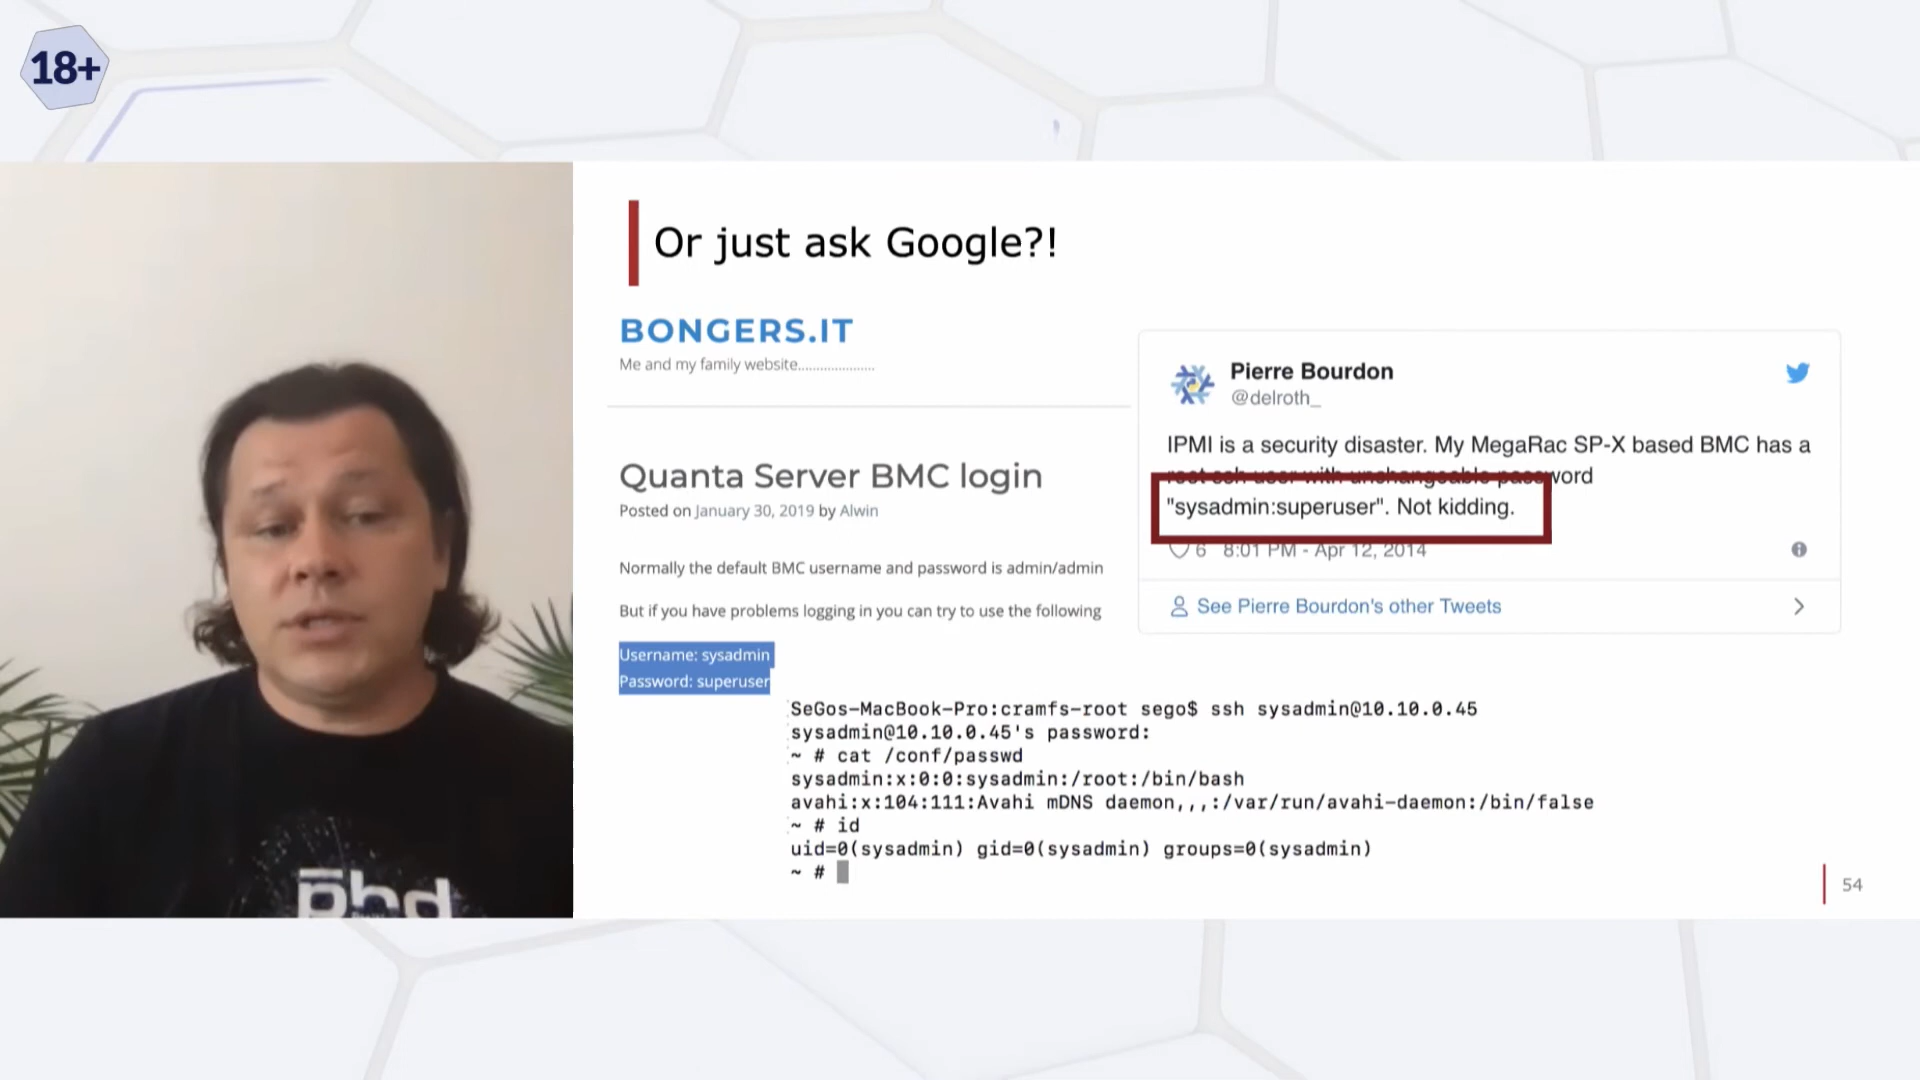 18+
Or just ask Google?!
BONGERS.IT
Me and my family website.....................
Quanta Server BMC login
Posted on January 30, 2019 by Alwin
Normally the default BMC username and password is admin/admin
But if you have problems logging in you can try to use the following
Username: sysadmin
Password: superuser
Pierre Bourdon
@delroth_
IPMI is a security disaster. My MegaRac SP-X based BMC has a
root ssh user with unchangeable password
"sysadmin:superuser". Not kidding.
6 8:01 PM - Apr 12, 2014
See Pierre Bourdon's other Tweets
SeGos-MacBook-Pro:cramfs-root sego$ ssh sysadmin@10.10.0.45
sysadmin@10.10.0.45's password:
~ # cat /conf/passwd
sysadmin:x:0:0:sysadmin:/root:/bin/bash
avahi:x:104:111:Avahi mDNS daemon,,,:/var/run/avahi-daemon:/bin/false
~ # id
uid=0(sysadmin) gid=0(sysadmin) groups=0(sysadmin)
~ #
54
phd